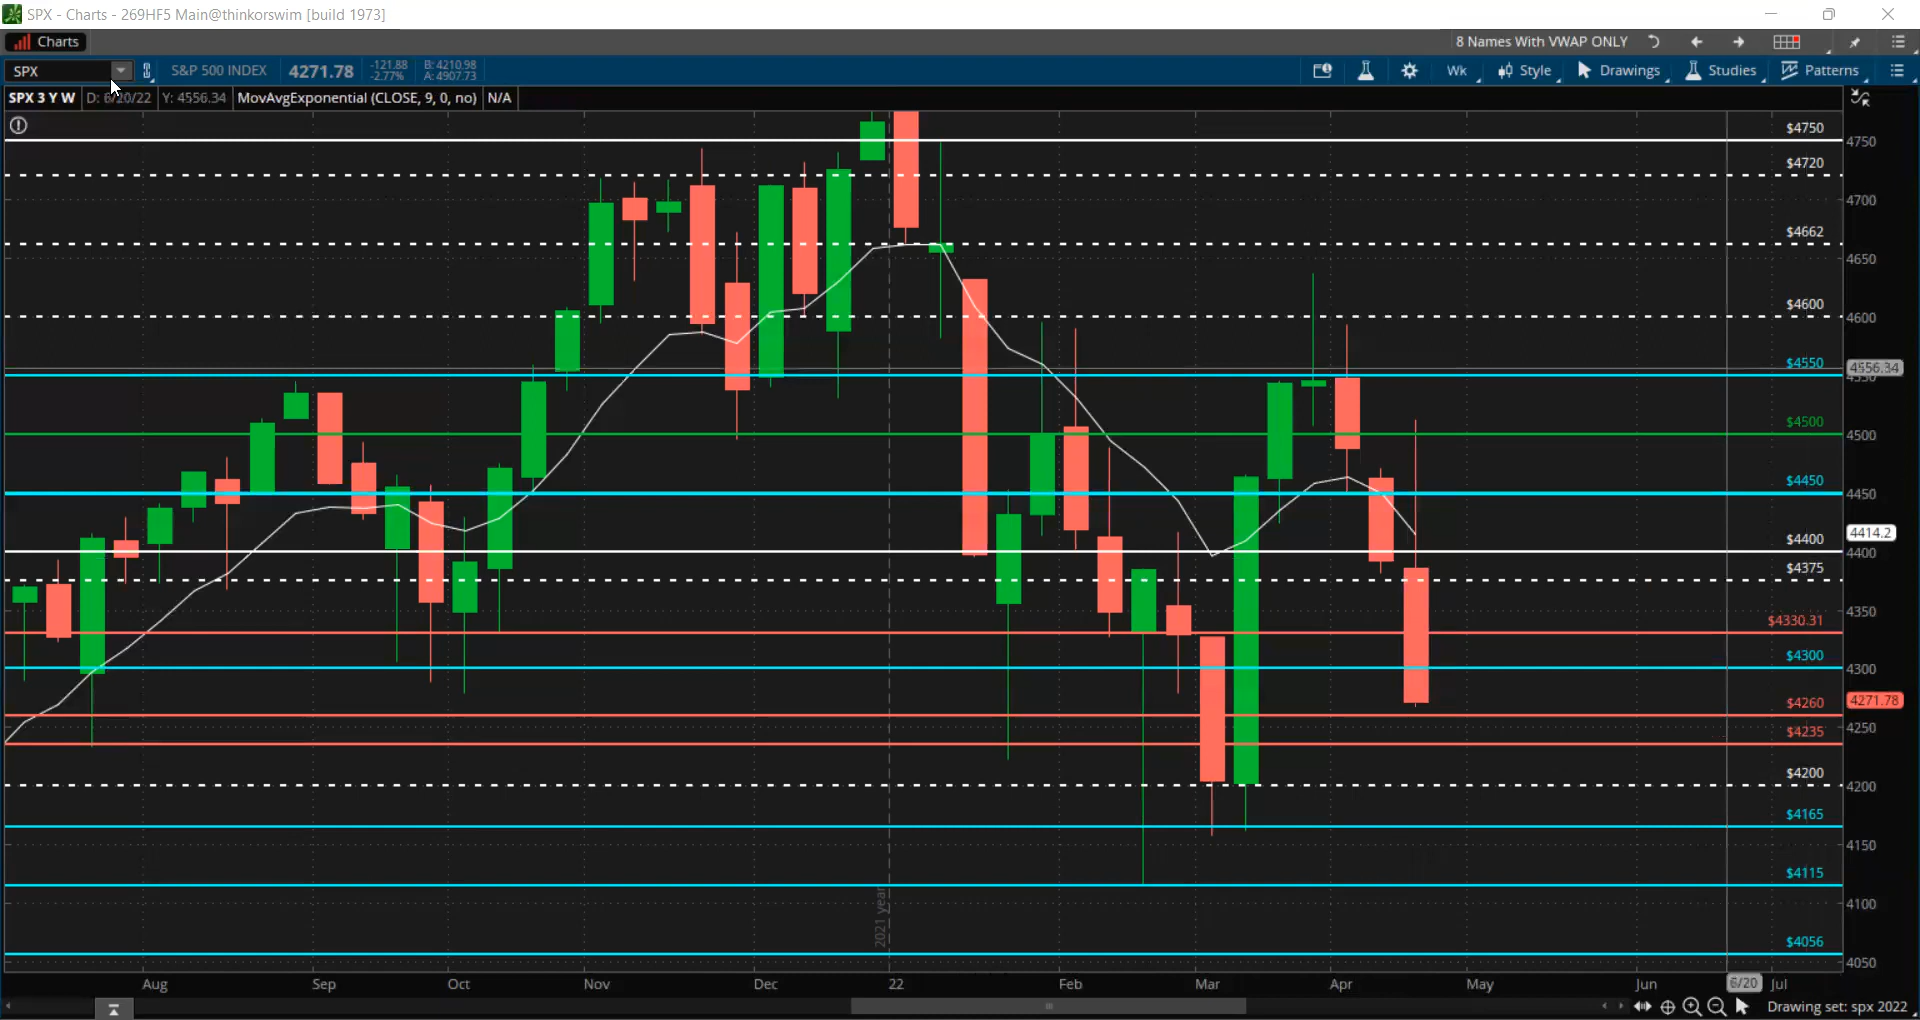 SPX - Charts - 269HF5 Main@thinkorswim [build 1973]
Charts
8 Names With VWAP ONLY
SPX
S&P 500 INDEX
4271.78
-121.88
-2.77%
B: 4210.98
A: 4907.73
Wk
Style
Drawings
Studies
Patterns
SPX 3 Y W
D: 6/20/22
Y: 4556.34
MovAvgExponential (CLOSE, 9, 0, no)
N/A
$4750
4750
$4720
4700
$4662
4650
$4600
4600
$4550
4556.34
$4500
4500
$4450
4450
4414.2
$4400
4400
$4375
4350
$4330.31
$4300
4300
$4260
4271.78
4250
$4235
$4200
4200
$4165
4150
$4115
4100
$4056
4050
2021 year
Aug
Sep
Oct
Nov
Dec
22
Feb
Mar
Apr
May
Jun
6/20
Jul
Drawing set: spx 2022